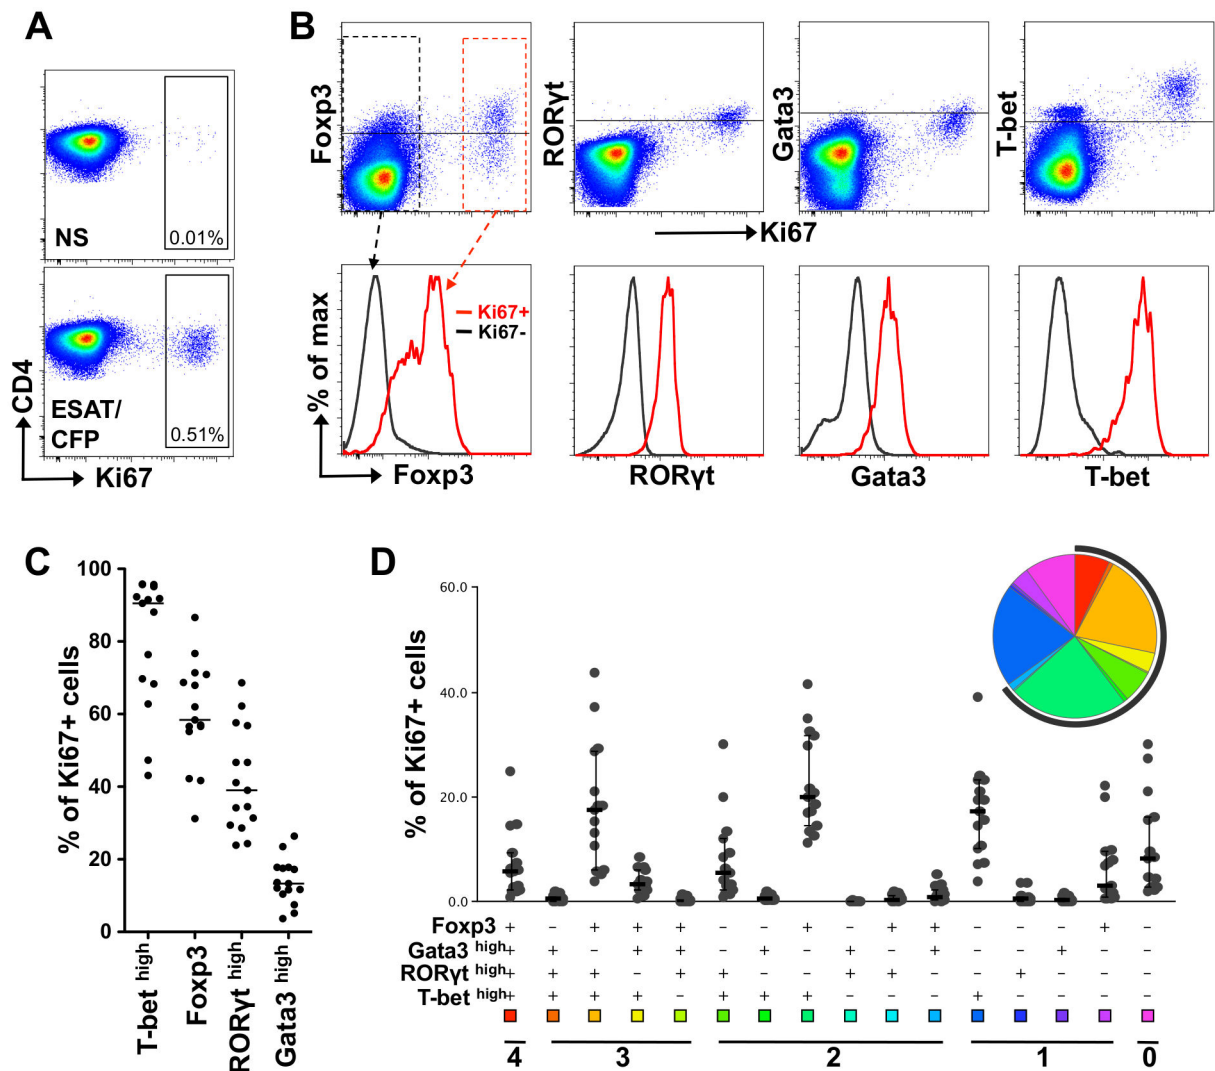 A
NS
0.01%
ESAT/
CFP
0.51%
CD4
Ki67
B
Foxp3
RORγt
Gata3
T-bet
Ki67
% of max
Ki67+
Ki67-
Foxp3
RORγt
Gata3
T-bet
C
% of Ki67+ cells
100
80
60
40
20
0
T-bet high
Foxp3
RORγt high
Gata3 high
D
% of Ki67+ cells
60.0
40.0
20.0
0.0
Foxp3 + − + + + − − + − − + − − − + −
Gata3 high + + − + + − + − + − − − − + − −
RORγt high + + + − + + − − + + − − + − − −
T-bet high + + + + − + + + − − − + − − − −
4 3 2 1 0